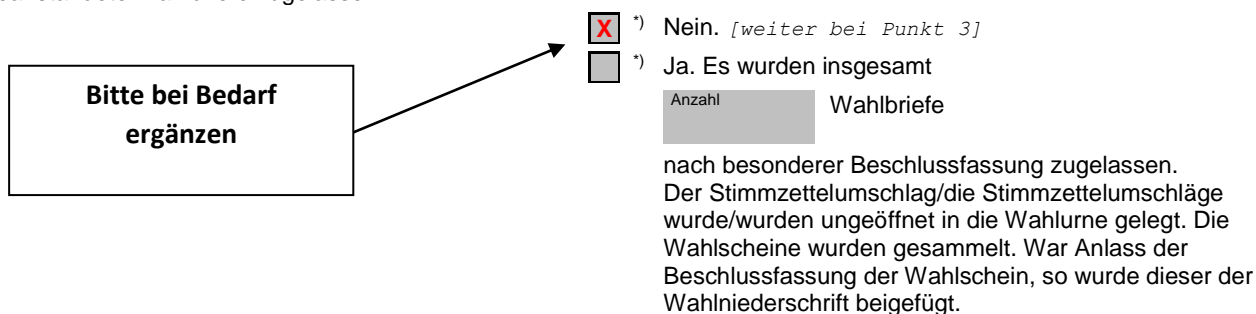 X *) Nein. [weiter bei Punkt 3]
*) Ja. Es wurden insgesamt
Bitte bei Bedarf
ergänzen
Anzahl Wahlbriefe
nach besonderer Beschlussfassung zugelassen.
Der Stimmzettelumschlag/die Stimmzettelumschläge
wurde/wurden ungeöffnet in die Wahlurne gelegt. Die
Wahlscheine wurden gesammelt. War Anlass der
Beschlussfassung der Wahlschein, so wurde dieser der
Wahlniederschrift beigefügt.